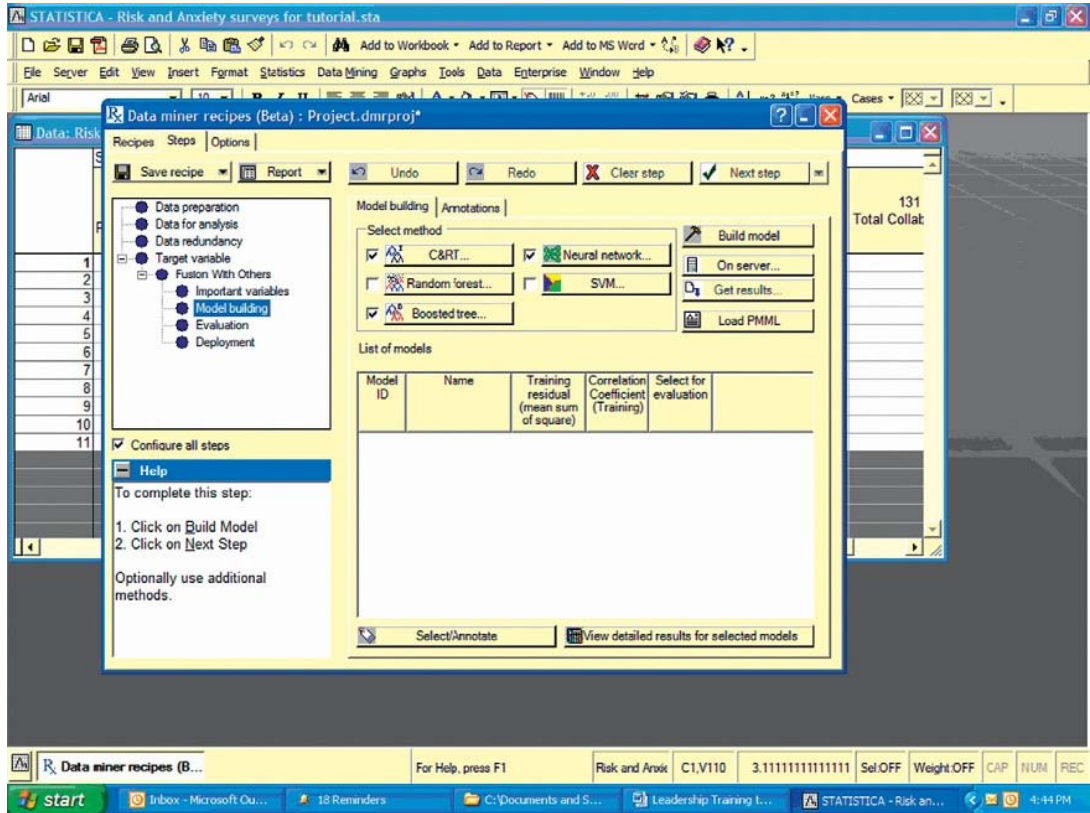 STATISTICA - Risk and Anxiety surveys for tutorial.sta
Add to Workbook Add to Report Add to MS Word
File Server Edit View Insert Format Statistics Data Mining Graphs Tools Data Enterprise Window Help
Arial 10 Cases
Data: Risk
Data miner recipes (Beta) : Project.dmrproj*
Recipes Steps Options
Save recipe Report Undo Redo Clear step Next step
Data preparation
Data for analysis
Data redundancy
Target variable
Fusion With Others
Important variables
Model building
Evaluation
Deployment
Configure all steps
Help
To complete this step:
1. Click on Build Model
2. Click on Next Step
Optionally use additional
methods.
Model building Annotations
Select method
C&RT... Neural network...
Random forest... SVM...
Boosted tree...
Build model
On server...
Get results...
Load PMML
List of models
Model ID
Name
Training residual (mean sum of square)
Correlation Coefficient (Training)
Select for evaluation
Select/Annotate View detailed results for selected models
131
Total Collab
1
2
3
4
5
6
7
8
9
10
11
Data miner recipes (B... For Help, press F1 Risk and Anxie C1,V110 3.11111111111111 Sel:OFF Weight:OFF CAP NUM REC
start Inbox - Microsoft Ou... 18 Reminders C:\Documents and S... Leadership Training t... STATISTICA - Risk an... 4:44 PM